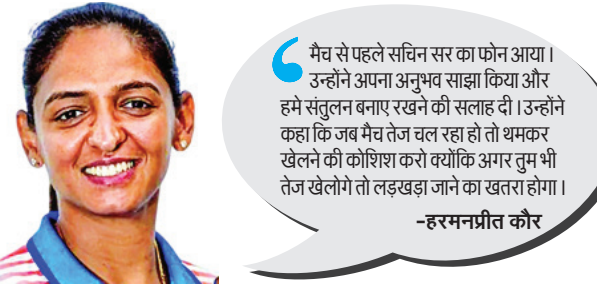 मैच से पहले सचिन सर का फोन आया।
उन्होंने अपना अनुभव साझा किया और
हमे संतुलन बनाए रखने की सलाह दी। उन्होंने
कहा कि जब मैच तेज चल रहा हो तो थमकर
खेलने की कोशिश करो क्योंकि अगर तुम भी
तेज खेलोगे तो लड़खड़ा जाने का खतरा होगा।
-हरमनप्रीत कौर